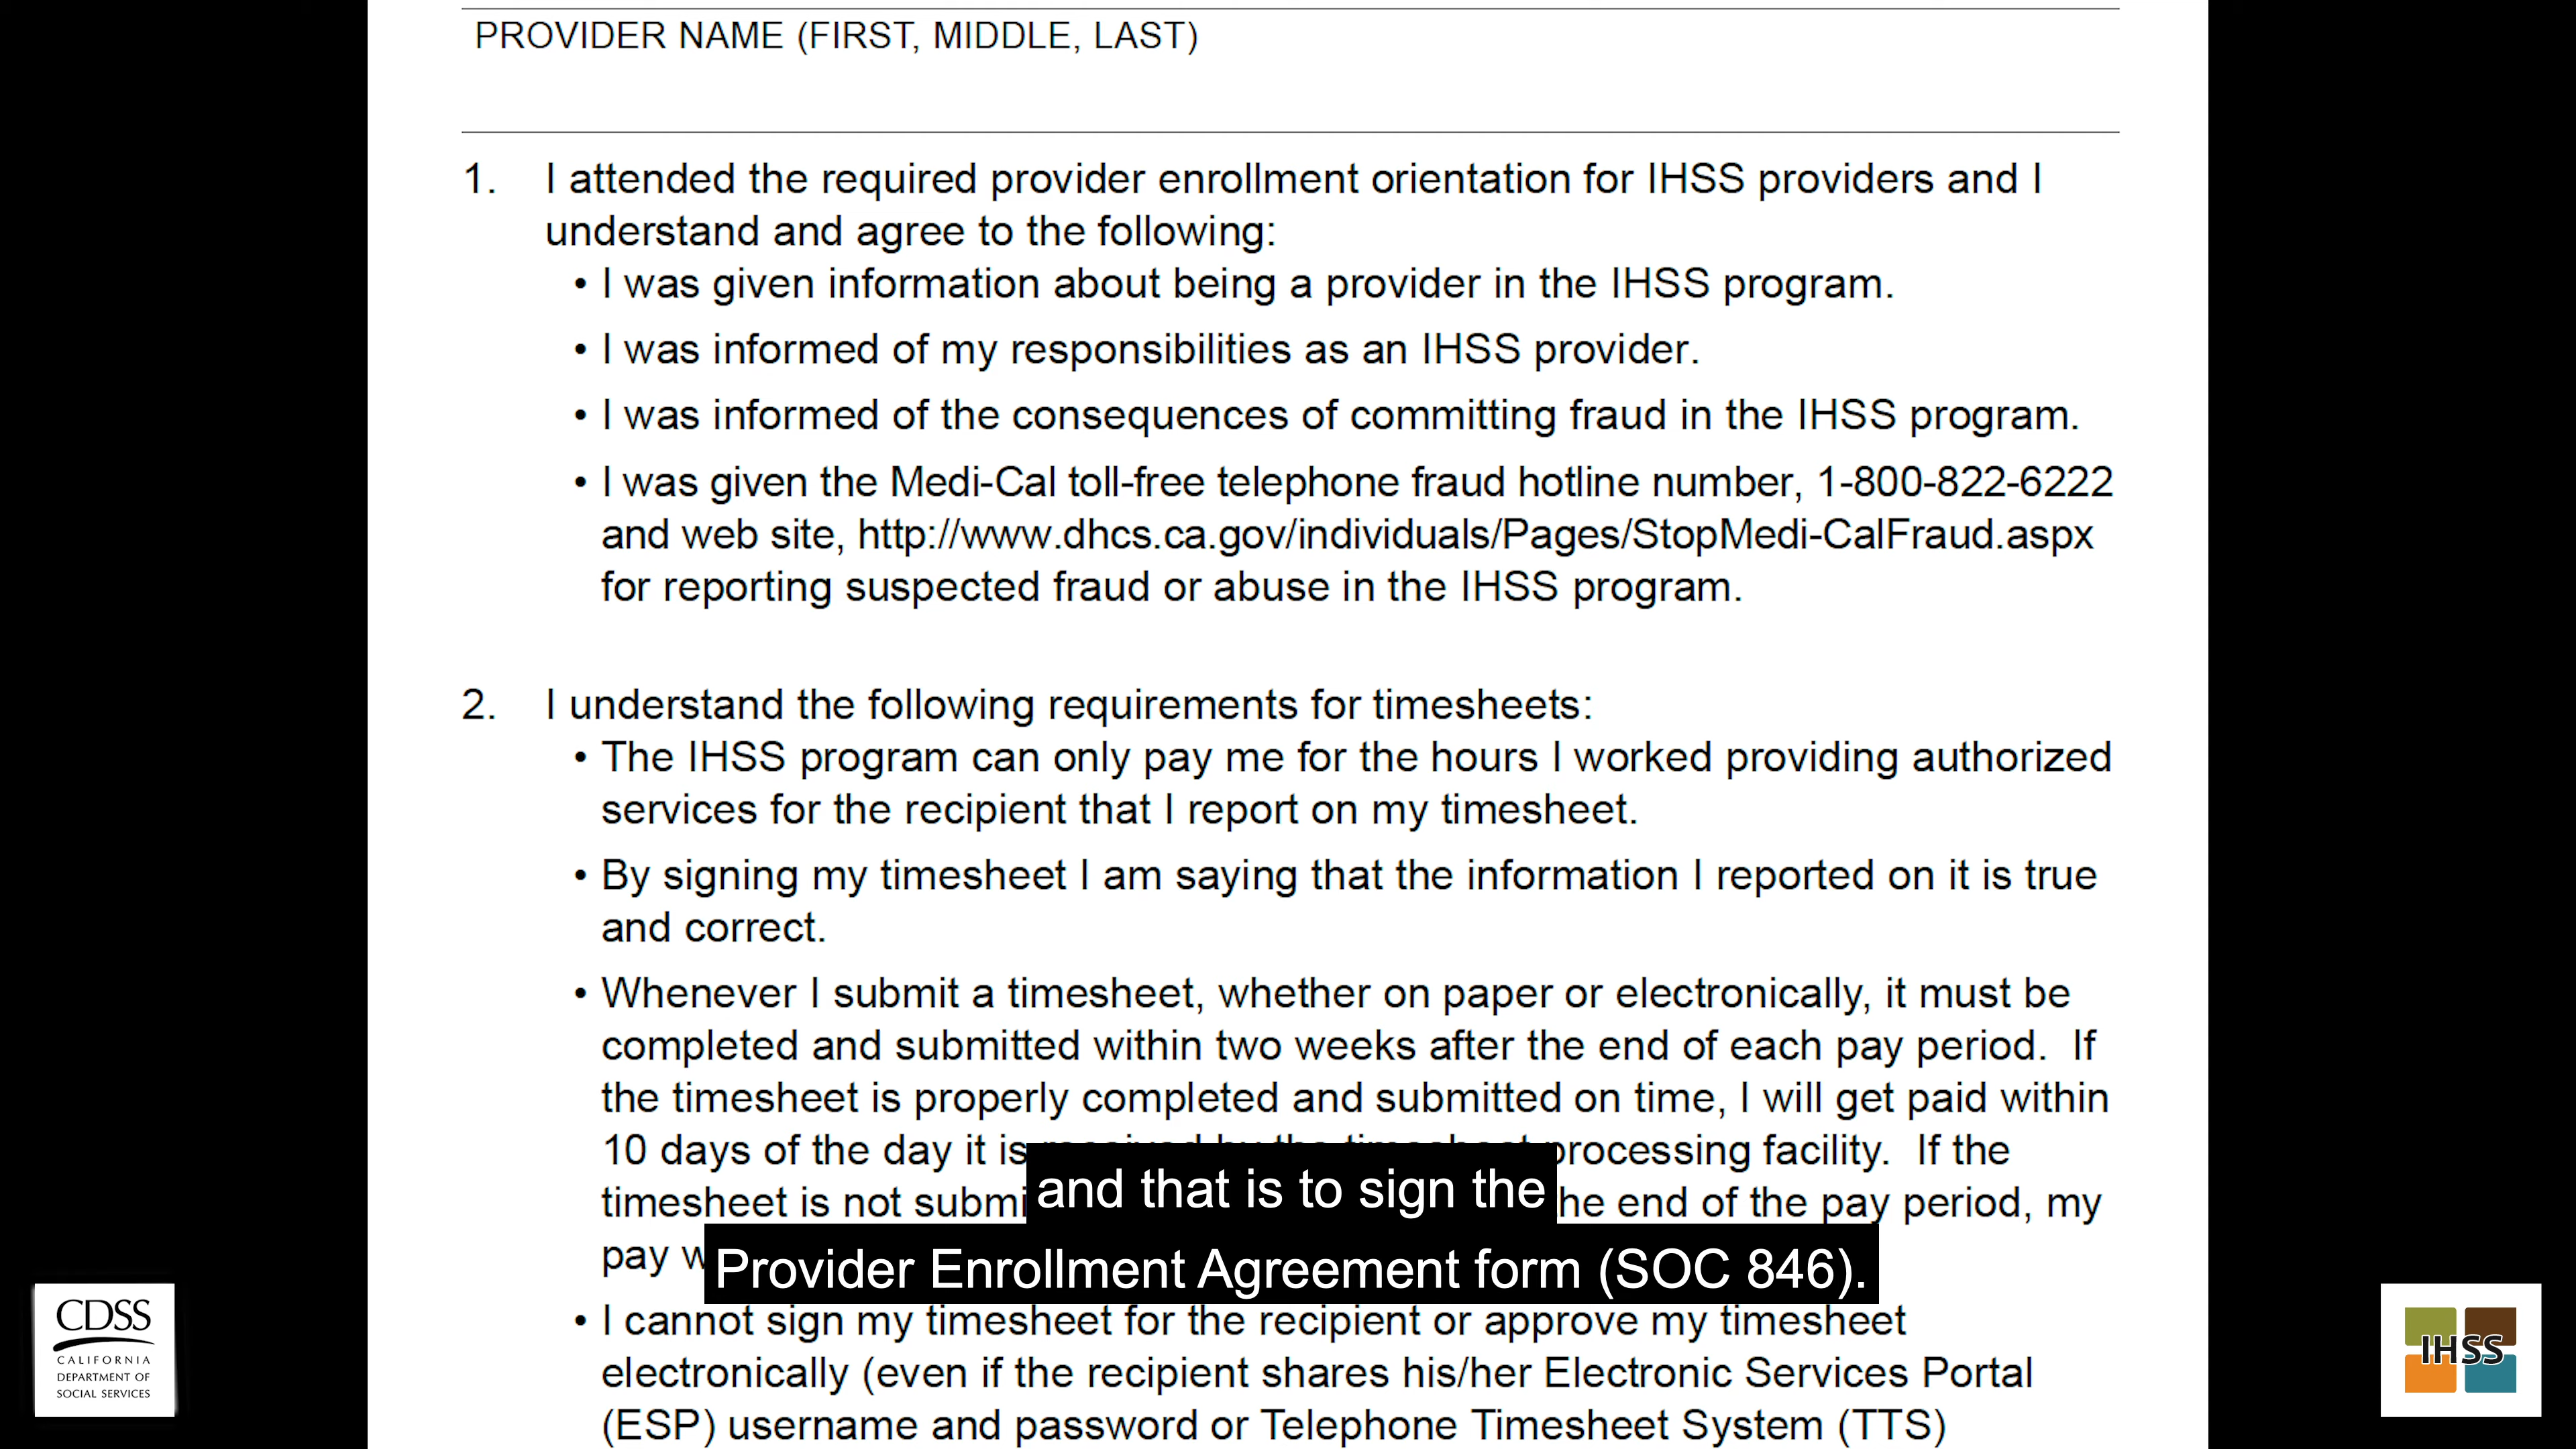 PROVIDER NAME (FIRST, MIDDLE, LAST)
1. I attended the required provider enrollment orientation for IHSS providers and I
understand and agree to the following:
• I was given information about being a provider in the IHSS program.
• I was informed of my responsibilities as an IHSS provider.
• I was informed of the consequences of committing fraud in the IHSS program.
• I was given the Medi-Cal toll-free telephone fraud hotline number, 1-800-822-6222
and web site, http://www.dhcs.ca.gov/individuals/Pages/StopMedi-CalFraud.aspx
for reporting suspected fraud or abuse in the IHSS program.
2. I understand the following requirements for timesheets:
• The IHSS program can only pay me for the hours I worked providing authorized
services for the recipient that I report on my timesheet.
• By signing my timesheet I am saying that the information I reported on it is true
and correct.
• Whenever I submit a timesheet, whether on paper or electronically, it must be
completed and submitted within two weeks after the end of each pay period. If
the timesheet is properly completed and submitted on time, I will get paid within
10 days of the day it is processing facility. If the
timesheet is not end of the pay period, my
pay
and that is to sign the
Provider Enrollment Agreement form (SOC 846).
• I cannot sign my timesheet for the recipient or approve my timesheet
electronically (even if the recipient shares his/her Electronic Services Portal
(ESP) username and password or Telephone Timesheet System (TTS)
CDSS
CALIFORNIA
DEPARTMENT OF
SOCIAL SERVICES
IHSS